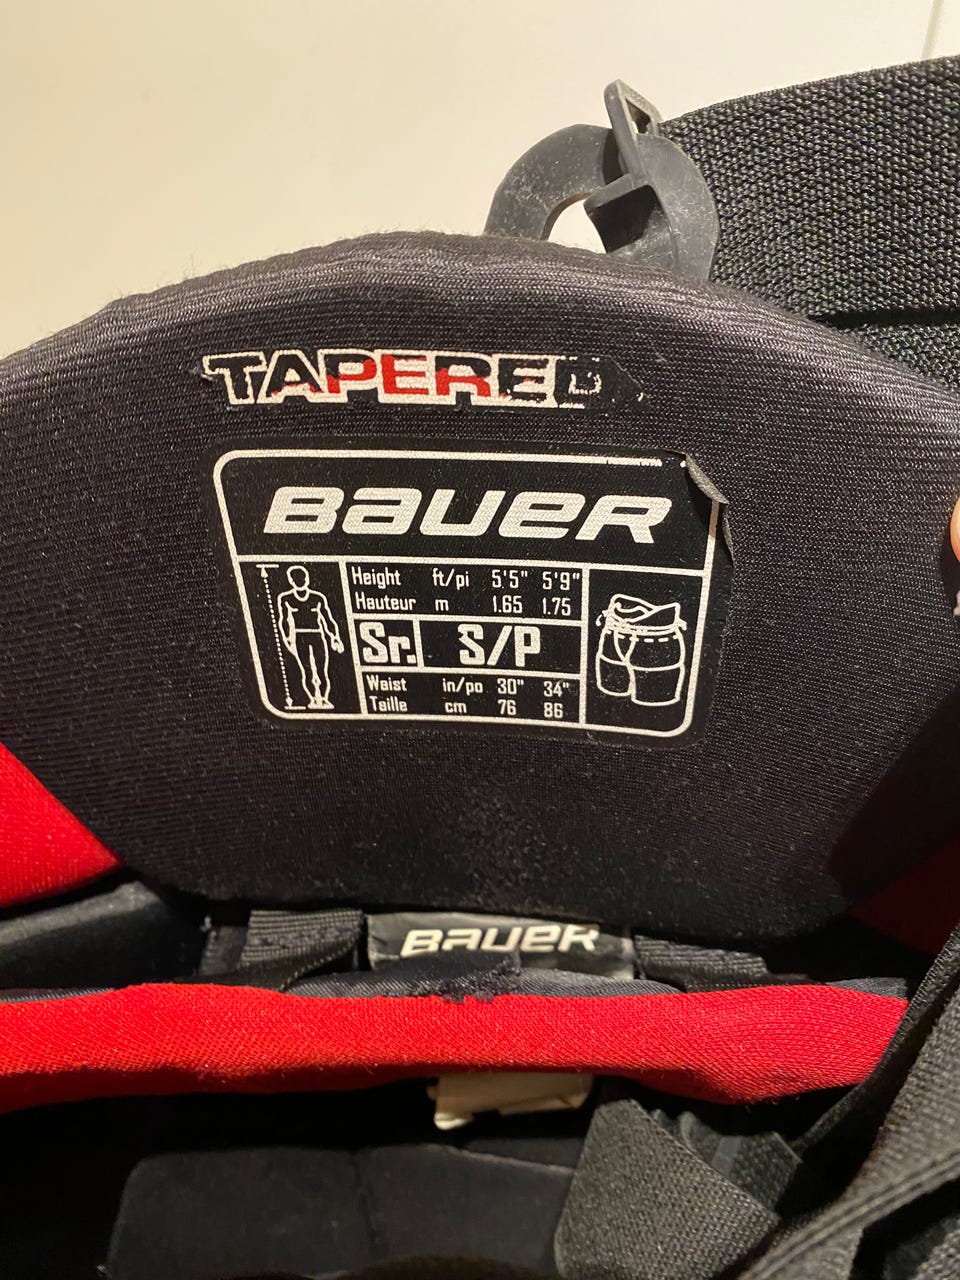 TAPERED
BAUER
Height ft/pi 5'5" 5'9"
Hauteur m 1.65 1.75
Sr. S/P
Waist in/po 30" 34"
Taille cm 76 86
BAUER